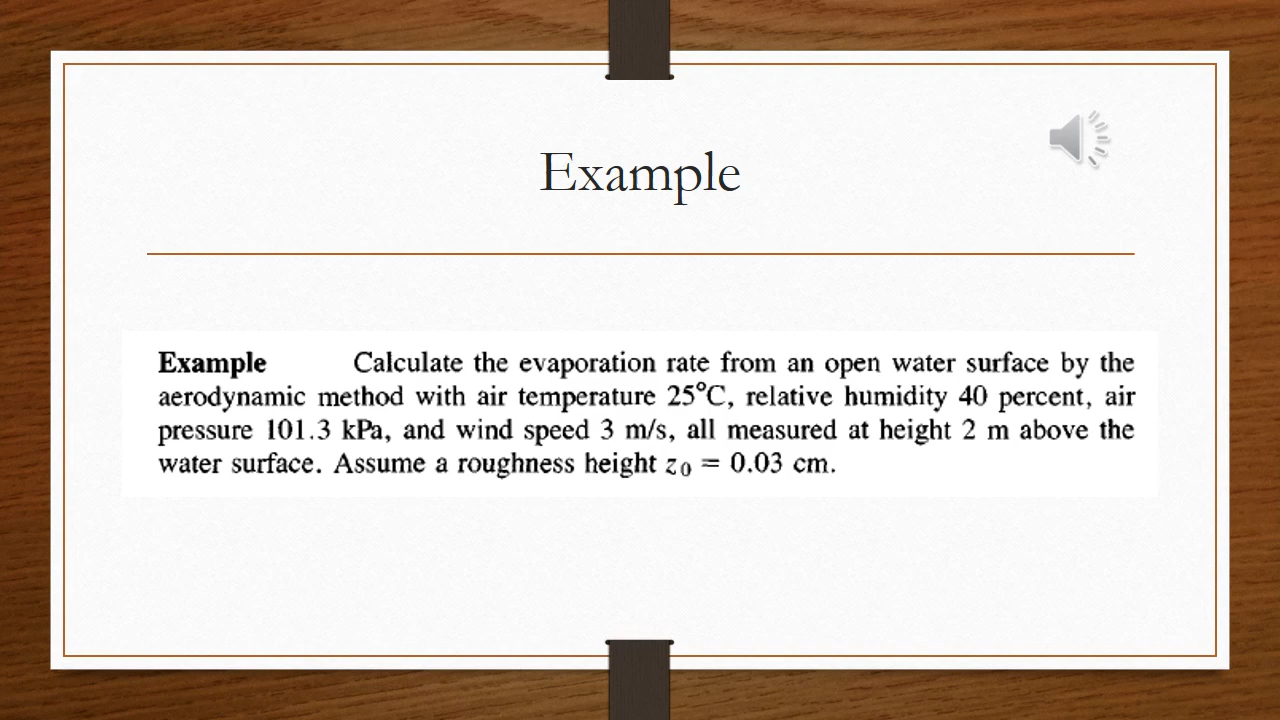 Example
Example Calculate the evaporation rate from an open water surface by the
aerodynamic method with air temperature 25°C, relative humidity 40 percent, air
pressure 101.3 kPa, and wind speed 3 m/s, all measured at height 2 m above the
water surface. Assume a roughness height z₀ = 0.03 cm.